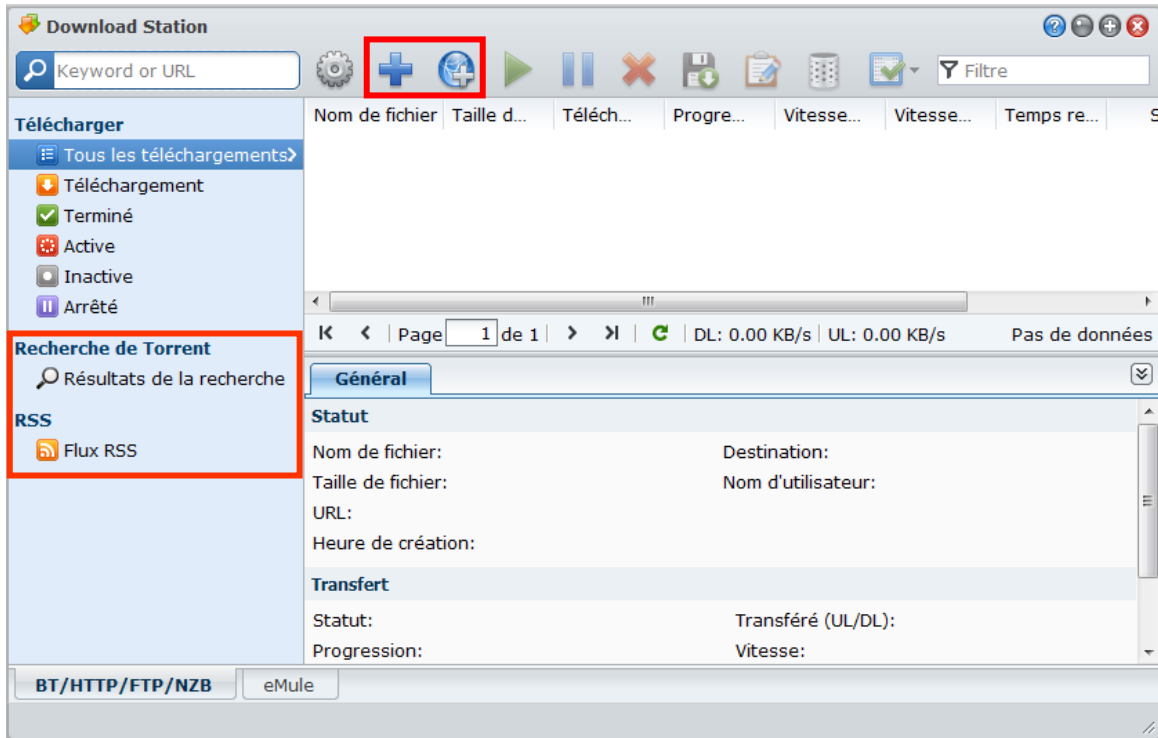 Download Station
Keyword or URL
Filtre
Télécharger
Tous les téléchargements
Téléchargement
Terminé
Active
Inactive
Arrêté
Recherche de Torrent
Résultats de la recherche
RSS
Flux RSS
Nom de fichier Taille d... Téléch... Progre... Vitesse... Vitesse... Temps re... S
Page 1 de 1 DL: 0.00 KB/s UL: 0.00 KB/s Pas de données
Général
Statut
Nom de fichier: Destination:
Taille de fichier: Nom d'utilisateur:
URL:
Heure de création:
Transfert
Statut: Transféré (UL/DL):
Progression: Vitesse:
BT/HTTP/FTP/NZB eMule